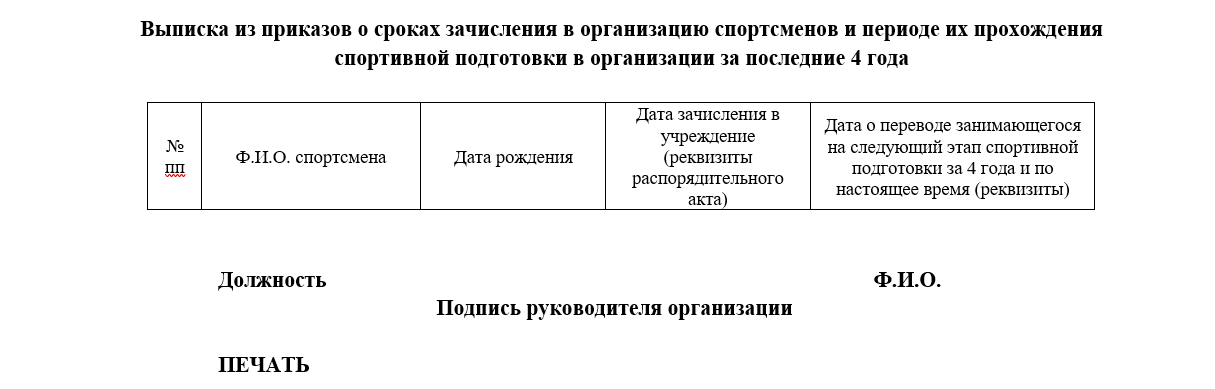 Выписка из приказов о сроках зачисления в организацию спортсменов и периоде их прохождения
спортивной подготовки в организации за последние 4 года
№
пп
Ф.И.О. спортсмена
Дата рождения
Дата зачисления в
учреждение
(реквизиты
распорядительного
акта)
Дата о переводе занимающегося
на следующий этап спортивной
подготовки за 4 года и по
настоящее время (реквизиты)
Должность
Ф.И.О.
Подпись руководителя организации
ПЕЧАТЬ